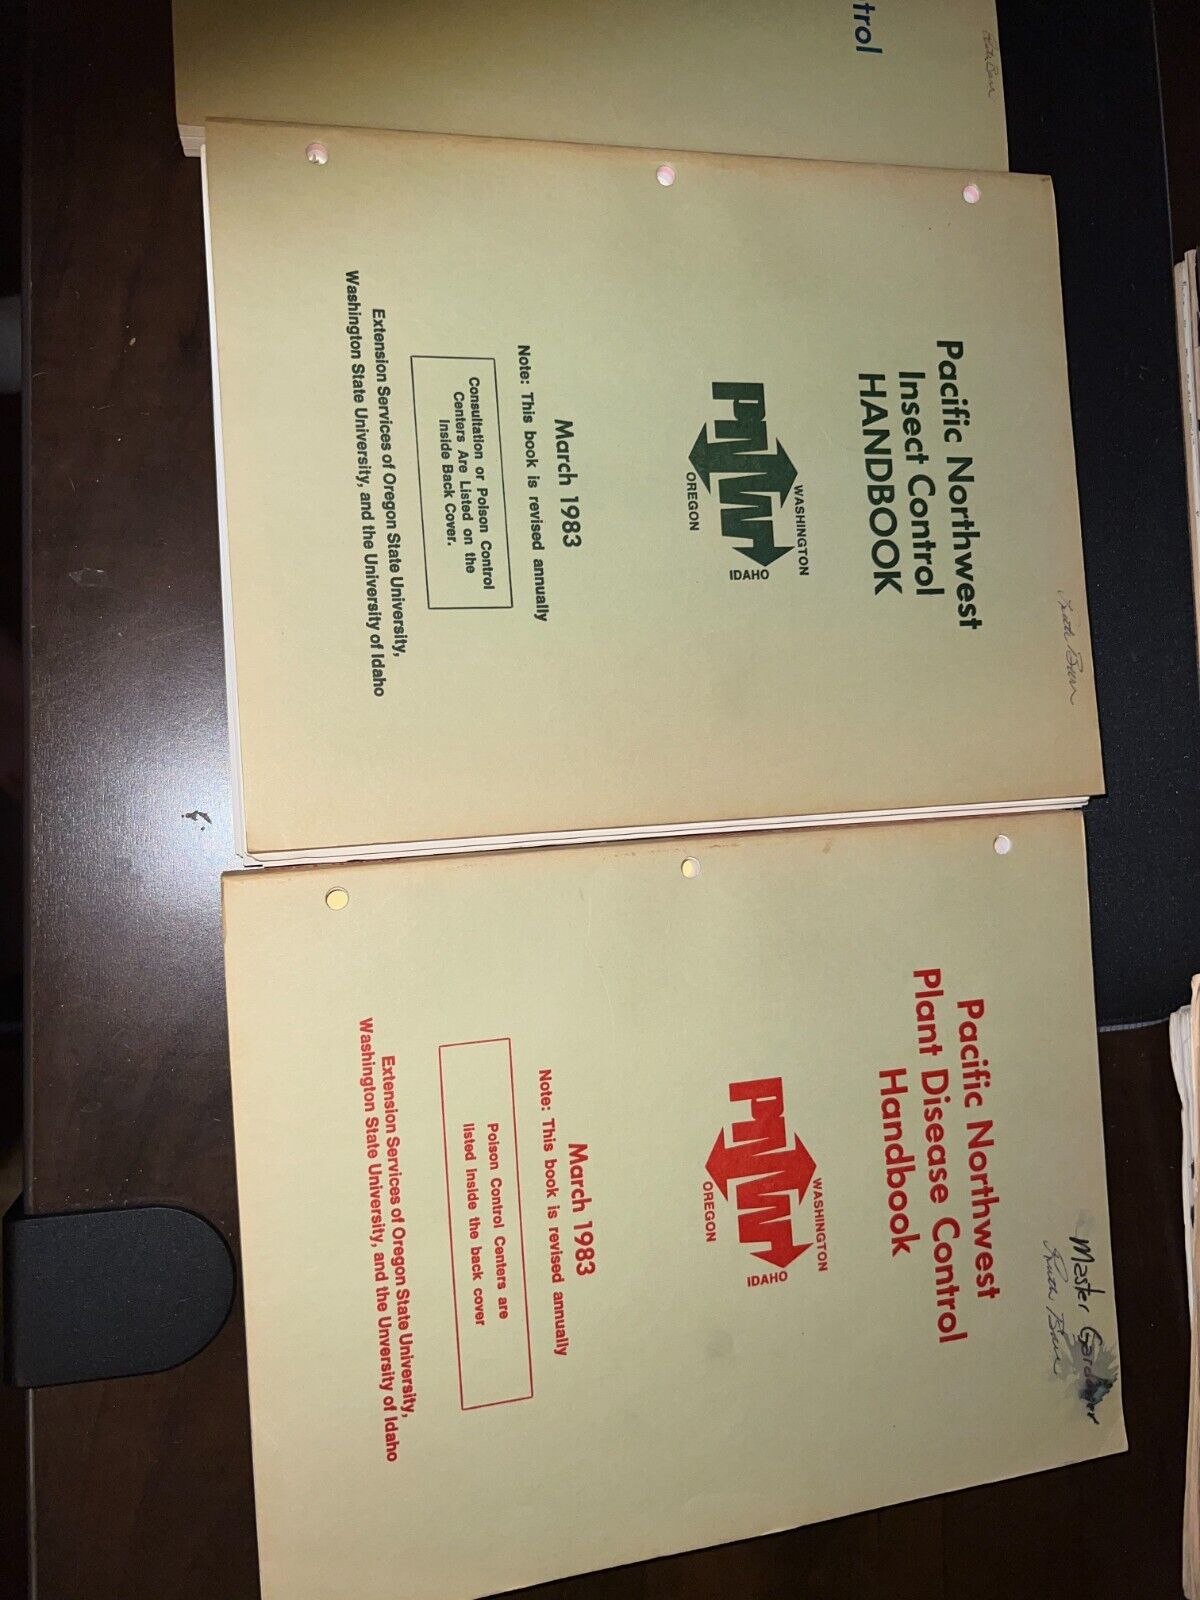 trol
Pacific Northwest
Insect Control
HANDBOOK
PNW
WASHINGTON
OREGON
IDAHO
March 1983
Note: This book is revised annually
Consultation or Poison Control
Centers Are Listed on the
Inside Back Cover.
Extension Services of Oregon State University,
Washington State University, and the University of Idaho
Master Gardener
Ruth
Pacific Northwest
Plant Disease Control
Handbook
PNW
WASHINGTON
OREGON
IDAHO
March 1983
Note: This book is revised annually
Poison Control Centers are
listed inside the back cover
Extension Services of Oregon State University,
Washington State University, and the Unversity of Idaho